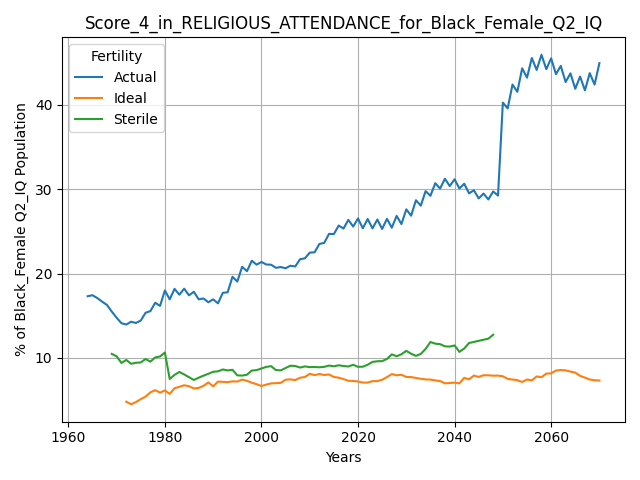 Score_4_in_RELIGIOUS_ATTENDANCE_for_Black_Female_Q2_IQ
Fertility
Actual
Ideal
Sterile
% of Black_Female Q2_IQ Population
40
30
20
10
1960 1980 2000 2020 2040 2060
Years